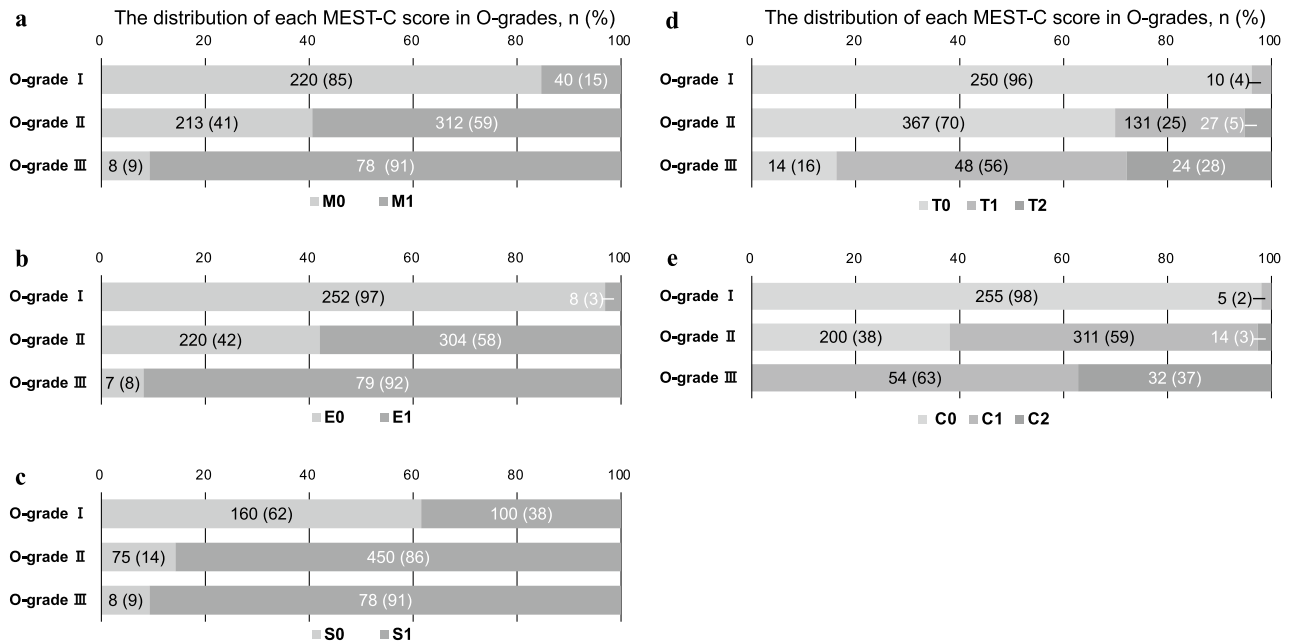 a
The distribution of each MEST-C score in O-grades, n (%)
0 20 40 60 80 100
O-grade Ⅰ 220 (85) 40 (15)
O-grade Ⅱ 213 (41) 312 (59)
O-grade Ⅲ 8 (9) 78 (91)
M0 M1
b
0 20 40 60 80 100
O-grade Ⅰ 252 (97) 8 (3)
O-grade Ⅱ 220 (42) 304 (58)
O-grade Ⅲ 7 (8) 79 (92)
E0 E1
c
0 20 40 60 80 100
O-grade Ⅰ 160 (62) 100 (38)
O-grade Ⅱ 75 (14) 450 (86)
O-grade Ⅲ 8 (9) 78 (91)
S0 S1
d
The distribution of each MEST-C score in O-grades, n (%)
0 20 40 60 80 100
O-grade Ⅰ 250 (96) 10 (4)
O-grade Ⅱ 367 (70) 131 (25) 27 (5)
O-grade Ⅲ 14 (16) 48 (56) 24 (28)
T0 T1 T2
e
0 20 40 60 80 100
O-grade Ⅰ 255 (98) 5 (2)
O-grade Ⅱ 200 (38) 311 (59) 14 (3)
O-grade Ⅲ 54 (63) 32 (37)
C0 C1 C2